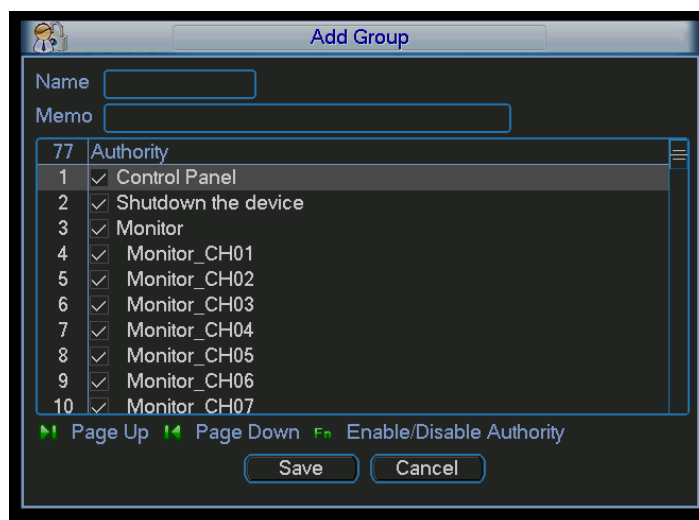 Add Group
Name
Memo
77 Authority
1 Control Panel
2 Shutdown the device
3 Monitor
4 Monitor_CH01
5 Monitor_CH02
6 Monitor_CH03
7 Monitor_CH04
8 Monitor_CH05
9 Monitor_CH06
10 Monitor_CH07
Page Up Page Down Fn Enable/Disable Authority
Save Cancel